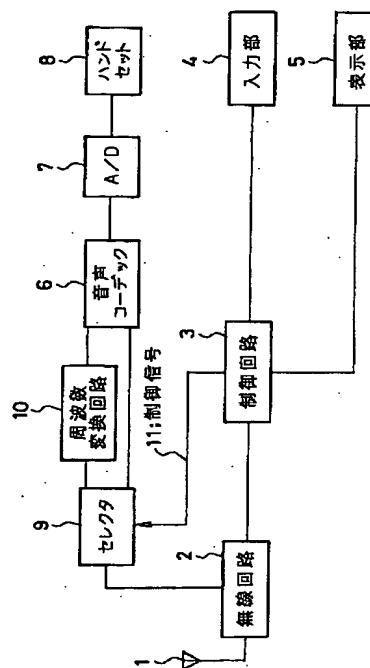 1
2
無線回路
9
セレクタ
10
周波数
変換回路
6
音声
コーデック
7
A/D
8
ハンド
セット
11;制御信号
3
制御回路
4
入力部
5
表示部